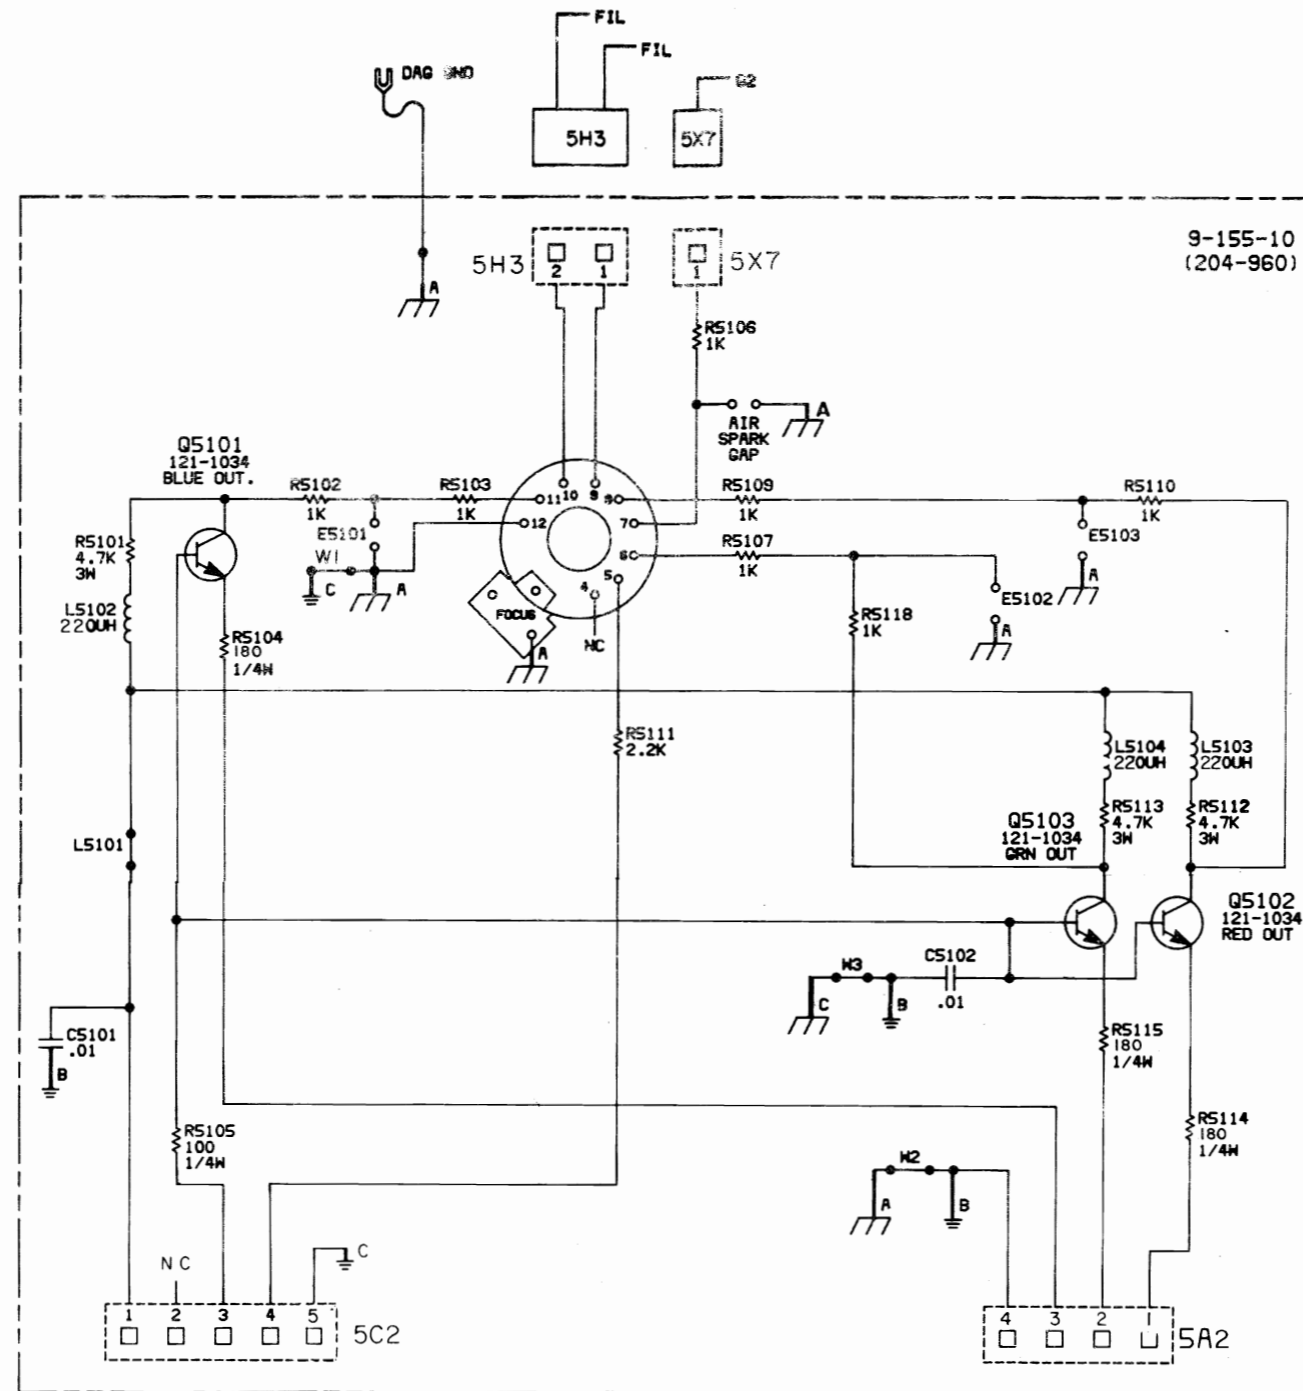 FIL
FIL
DAG GND
G2
5H3
5X7
9-155-10
(204-960)
5H3
2
1
1
5X7
A
R5106
1K
A
AIR
SPARK
GAP
Q5101
121-1034
BLUE OUT.
R5102
1K
R5103
1K
11
10
9
8
R5109
1K
R5110
1K
E5101
12
7
E5103
R5101
4.7K
3W
W1
C
A
6
R5107
1K
A
L5102
220UH
5
4
FOCUS
R5118
1K
E5102
R5104
180
1/4W
A
NC
A
R5111
2.2K
L5104
220UH
L5103
220UH
L5101
Q5103
121-1034
GRN OUT
R5113
4.7K
3W
R5112
4.7K
3W
Q5102
121-1034
RED OUT
W3
C5102
.01
C
B
C5101
.01
B
R5115
180
1/4W
R5105
100
1/4W
R5114
180
1/4W
W2
A
B
NC
C
1
2
3
4
5
5C2
4
3
2
1
5A2